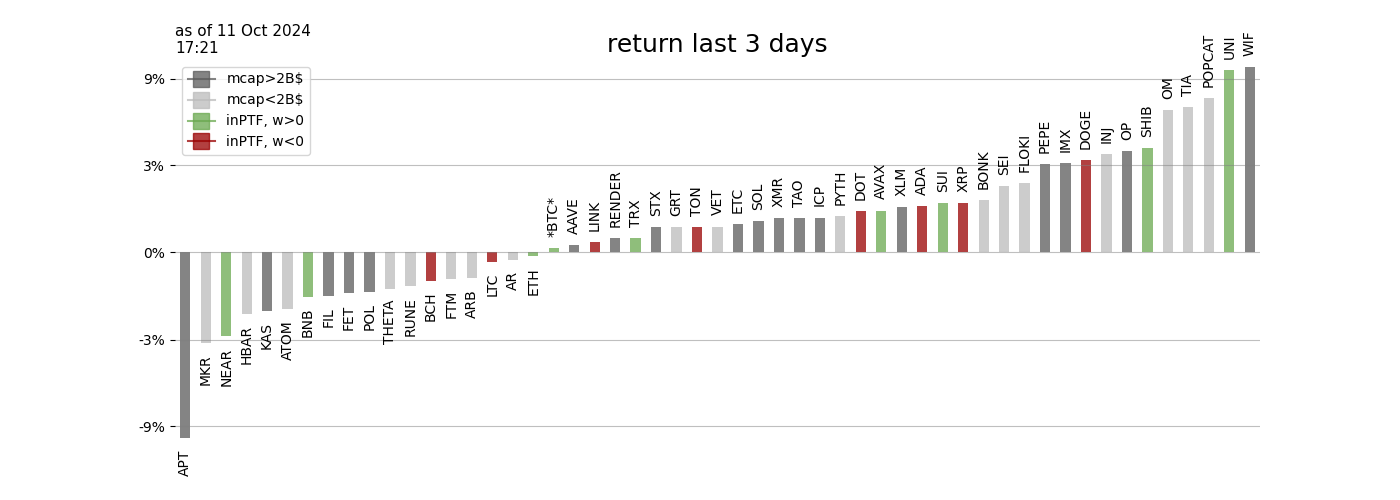 as of 11 Oct 2024
17:21
return last 3 days
mcap>2B$
mcap<2B$
inPTF, w>0
inPTF, w<0
9%
3%
0%
-3%
-9%
APT
MKR
NEAR
HBAR
KAS
ATOM
BNB
FIL
FET
POL
THETA
RUNE
BCH
FTM
ARB
LTC
AR
ETH
*BTC*
AAVE
LINK
RENDER
TRX
STX
GRT
TON
VET
ETC
SOL
XMR
TAO
ICP
PYTH
DOT
AVAX
XLM
ADA
SUI
XRP
BONK
SEI
FLOKI
PEPE
IMX
DOGE
INJ
OP
SHIB
OM
TIA
POPCAT
UNI
WIF